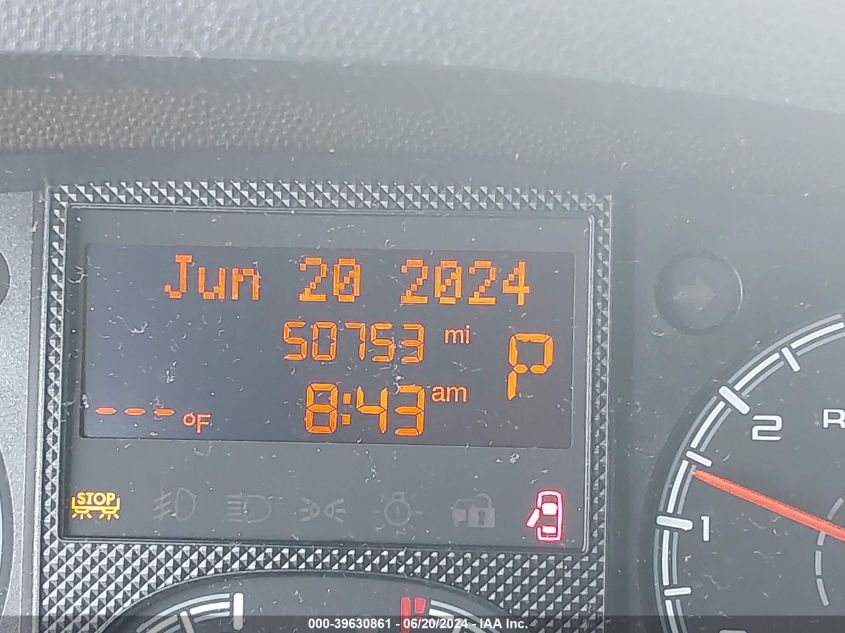 Jun 20 2024
50753 mi
P
8:43 am
---°F
STOP
2
R
1
000-39630861 - 06/20/2024 - IAA Inc.